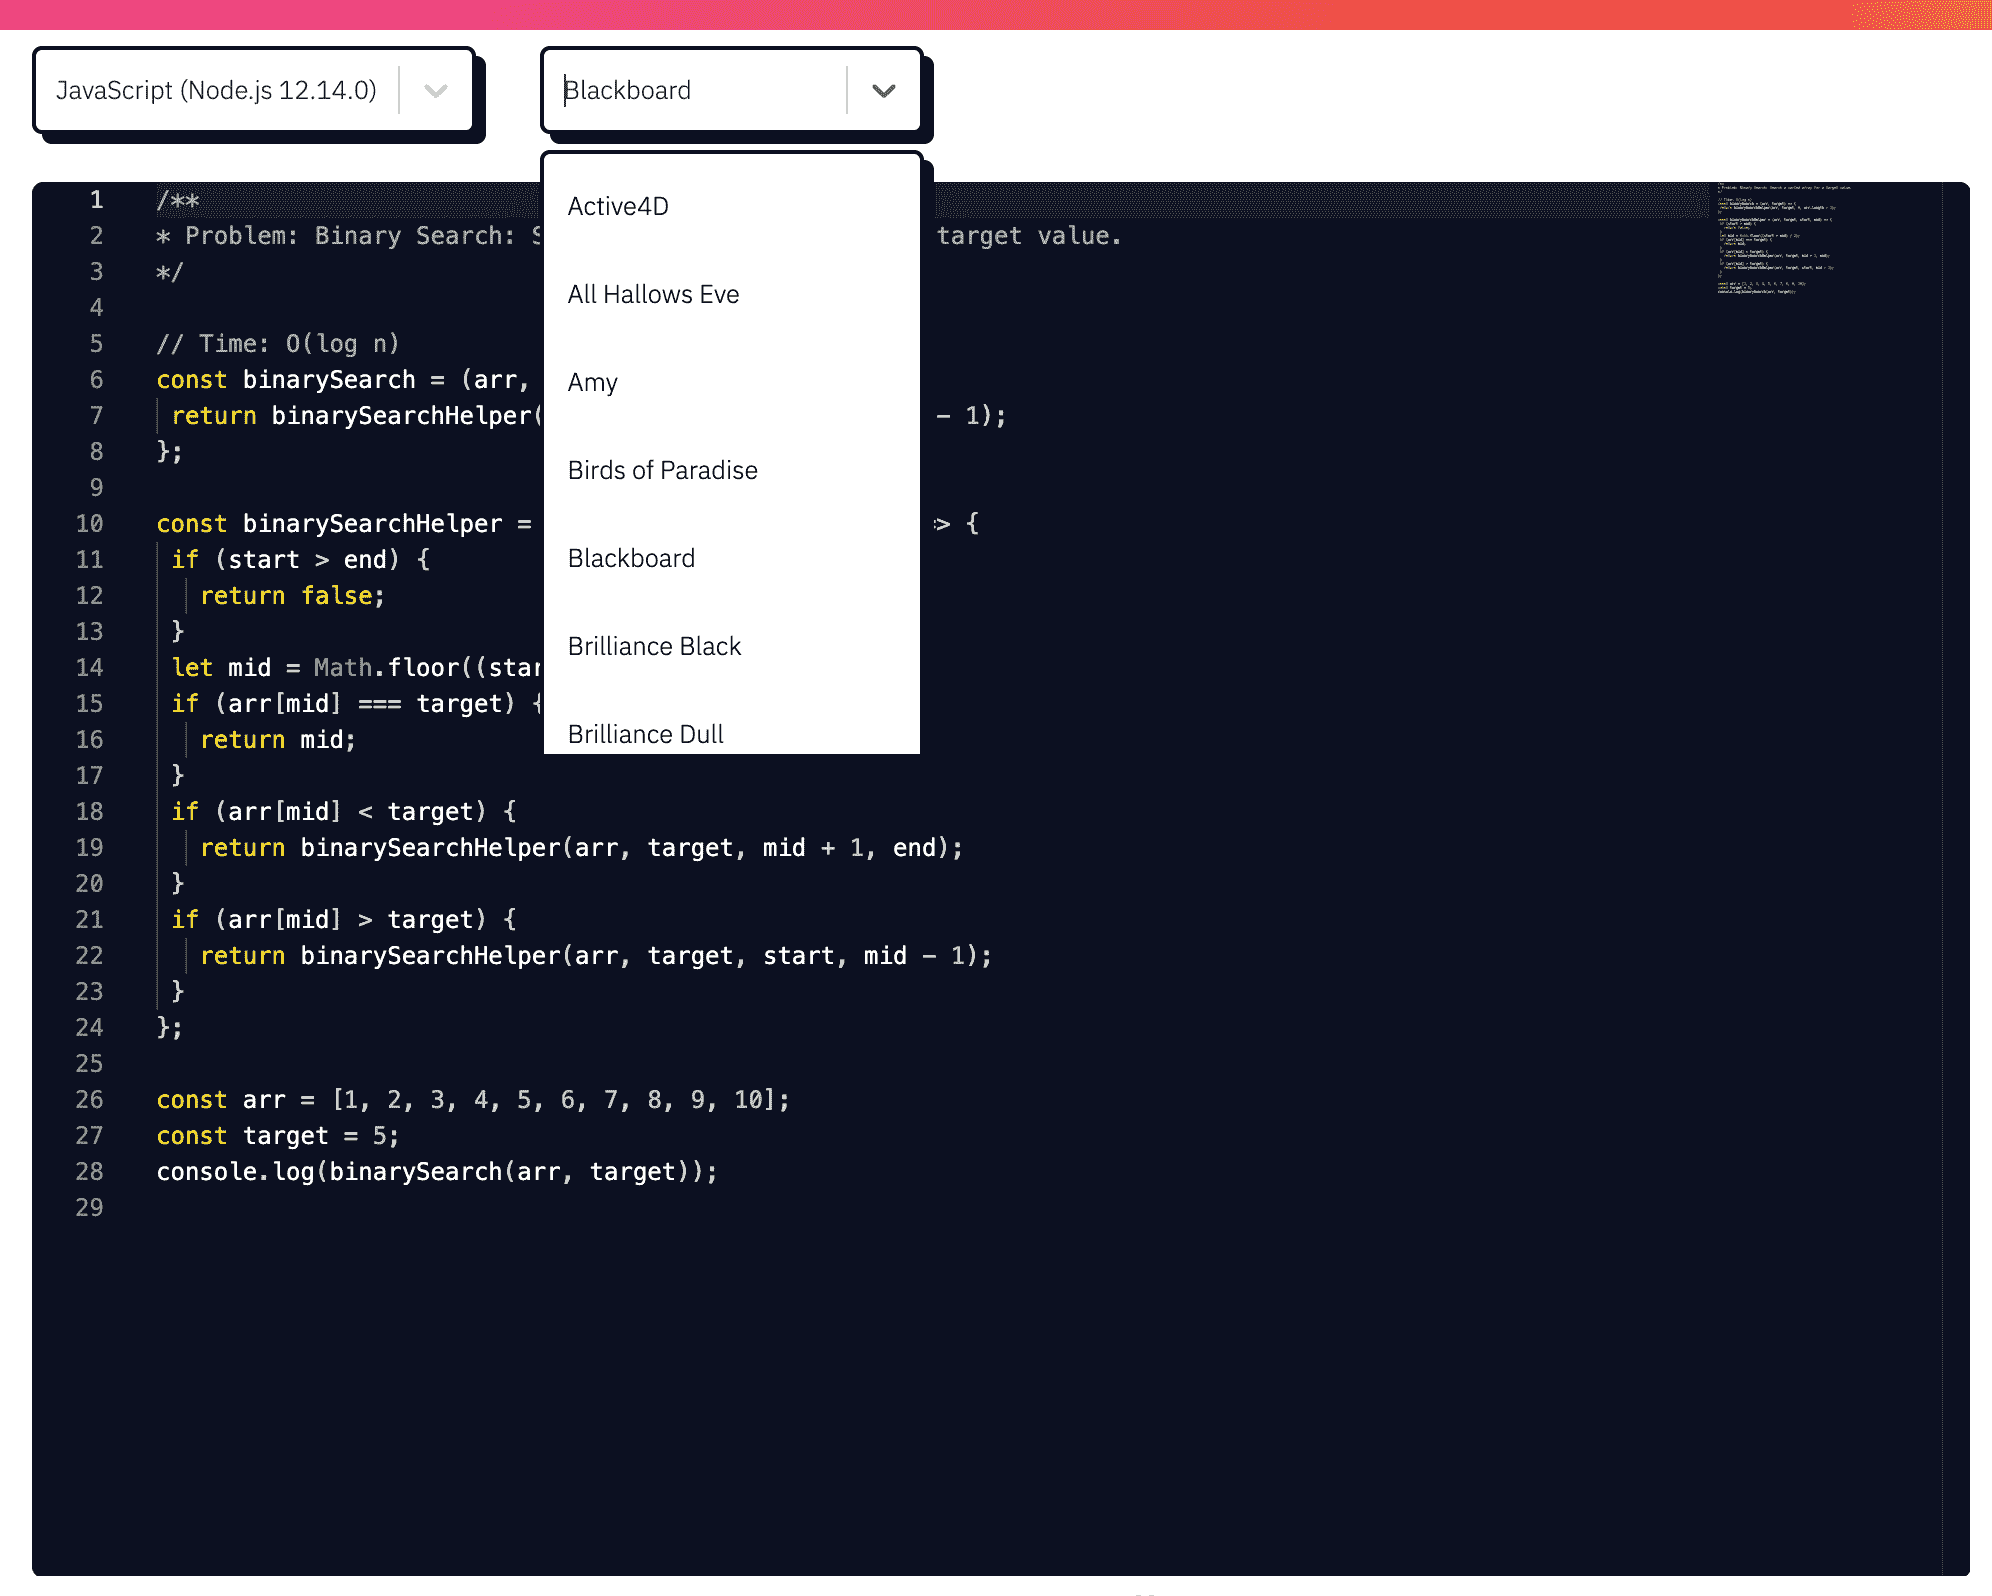 JavaScript (Node.js 12.14.0)
Blackboard
Active4D
All Hallows Eve
Amy
Birds of Paradise
Blackboard
Brilliance Black
Brilliance Dull
1 /**
2 * Problem: Binary Search: S target value.
3 */
4
5 // Time: O(log n)
6 const binarySearch = (arr,
7 return binarySearchHelper( - 1);
8 };
9
10 const binarySearchHelper = > {
11 if (start > end) {
12 return false;
13 }
14 let mid = Math.floor((star
15 if (arr[mid] === target) {
16 return mid;
17 }
18 if (arr[mid] < target) {
19 return binarySearchHelper(arr, target, mid + 1, end);
20 }
21 if (arr[mid] > target) {
22 return binarySearchHelper(arr, target, start, mid - 1);
23 }
24 };
25
26 const arr = [1, 2, 3, 4, 5, 6, 7, 8, 9, 10];
27 const target = 5;
28 console.log(binarySearch(arr, target));
29